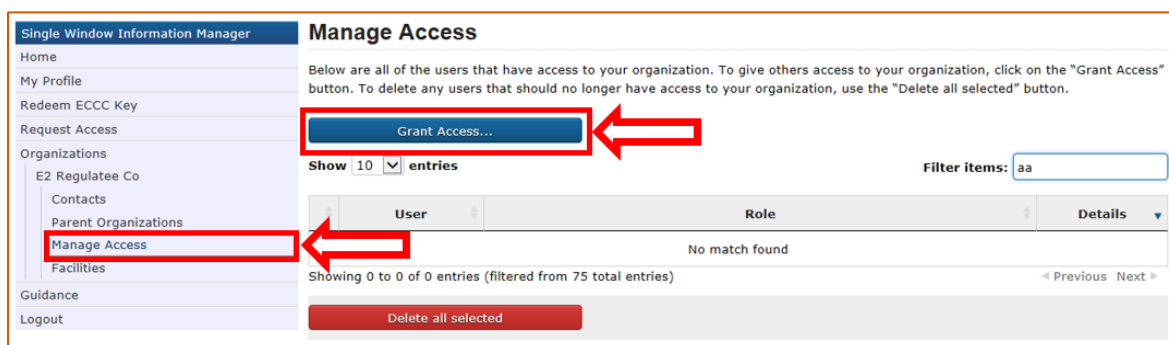 Single Window Information Manager
Home
My Profile
Redeem ECCC Key
Request Access
Organizations
E2 Regulatee Co
Contacts
Parent Organizations
Manage Access
Facilities
Guidance
Logout
Manage Access
Below are all of the users that have access to your organization. To give others access to your organization, click on the "Grant Access"
button. To delete any users that should no longer have access to your organization, use the "Delete all selected" button.
Grant Access...
Show 10 entries
Filter items: aa
User Role Details
No match found
Showing 0 to 0 of 0 entries (filtered from 75 total entries)
Previous Next
Delete all selected